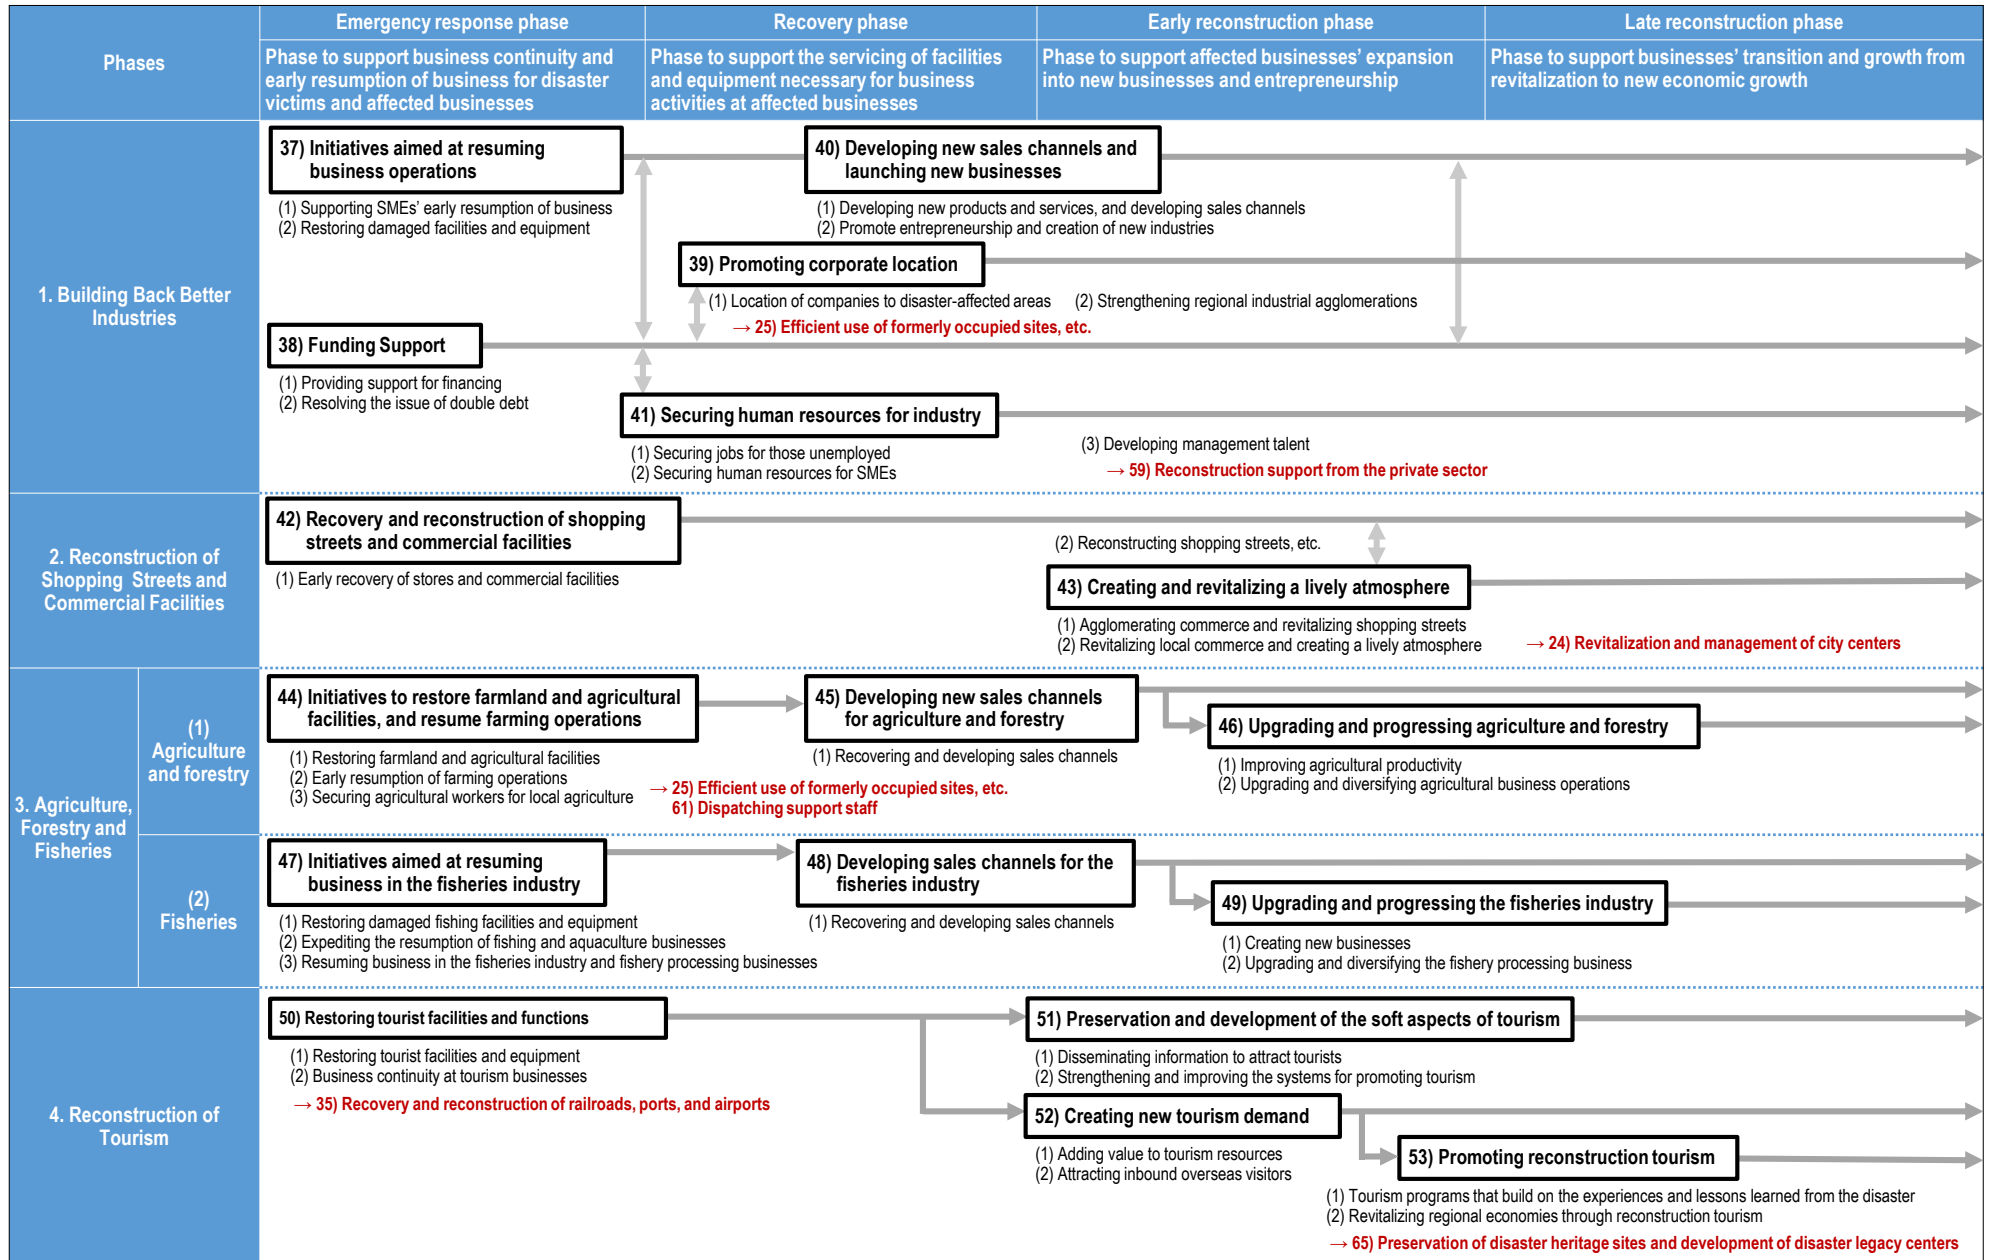 Phases
Emergency response phase
Recovery phase
Early reconstruction phase
Late reconstruction phase
Phase to support business continuity and
early resumption of business for disaster
victims and affected businesses
Phase to support the servicing of facilities
and equipment necessary for business
activities at affected businesses
Phase to support affected businesses’ expansion
into new businesses and entrepreneurship
Phase to support businesses’ transition and growth from
revitalization to new economic growth
1. Building Back Better
Industries
37) Initiatives aimed at resuming
business operations
(1) Supporting SMEs’ early resumption of business
(2) Restoring damaged facilities and equipment
40) Developing new sales channels and
launching new businesses
(1) Developing new products and services, and developing sales channels
(2) Promote entrepreneurship and creation of new industries
39) Promoting corporate location
(1) Location of companies to disaster-affected areas
(2) Strengthening regional industrial agglomerations
→ 25) Efficient use of formerly occupied sites, etc.
38) Funding Support
(1) Providing support for financing
(2) Resolving the issue of double debt
41) Securing human resources for industry
(1) Securing jobs for those unemployed
(2) Securing human resources for SMEs
(3) Developing management talent
→ 59) Reconstruction support from the private sector
2. Reconstruction of
Shopping Streets and
Commercial Facilities
42) Recovery and reconstruction of shopping
streets and commercial facilities
(1) Early recovery of stores and commercial facilities
(2) Reconstructing shopping streets, etc.
43) Creating and revitalizing a lively atmosphere
(1) Agglomerating commerce and revitalizing shopping streets
(2) Revitalizing local commerce and creating a lively atmosphere
→ 24) Revitalization and management of city centers
3. Agriculture,
Forestry and
Fisheries
(1)
Agriculture
and forestry
44) Initiatives to restore farmland and agricultural
facilities, and resume farming operations
(1) Restoring farmland and agricultural facilities
(2) Early resumption of farming operations
(3) Securing agricultural workers for local agriculture
→ 25) Efficient use of formerly occupied sites, etc.
61) Dispatching support staff
45) Developing new sales channels
for agriculture and forestry
(1) Recovering and developing sales channels
46) Upgrading and progressing agriculture and forestry
(1) Improving agricultural productivity
(2) Upgrading and diversifying agricultural business operations
(2)
Fisheries
47) Initiatives aimed at resuming
business in the fisheries industry
(1) Restoring damaged fishing facilities and equipment
(2) Expediting the resumption of fishing and aquaculture businesses
(3) Resuming business in the fisheries industry and fishery processing businesses
48) Developing sales channels for the
fisheries industry
(1) Recovering and developing sales channels
49) Upgrading and progressing the fisheries industry
(1) Creating new businesses
(2) Upgrading and diversifying the fishery processing business
4. Reconstruction of
Tourism
50) Restoring tourist facilities and functions
(1) Restoring tourist facilities and equipment
(2) Business continuity at tourism businesses
→ 35) Recovery and reconstruction of railroads, ports, and airports
51) Preservation and development of the soft aspects of tourism
(1) Disseminating information to attract tourists
(2) Strengthening and improving the systems for promoting tourism
52) Creating new tourism demand
(1) Adding value to tourism resources
(2) Attracting inbound overseas visitors
53) Promoting reconstruction tourism
(1) Tourism programs that build on the experiences and lessons learned from the disaster
(2) Revitalizing regional economies through reconstruction tourism
→ 65) Preservation of disaster heritage sites and development of disaster legacy centers